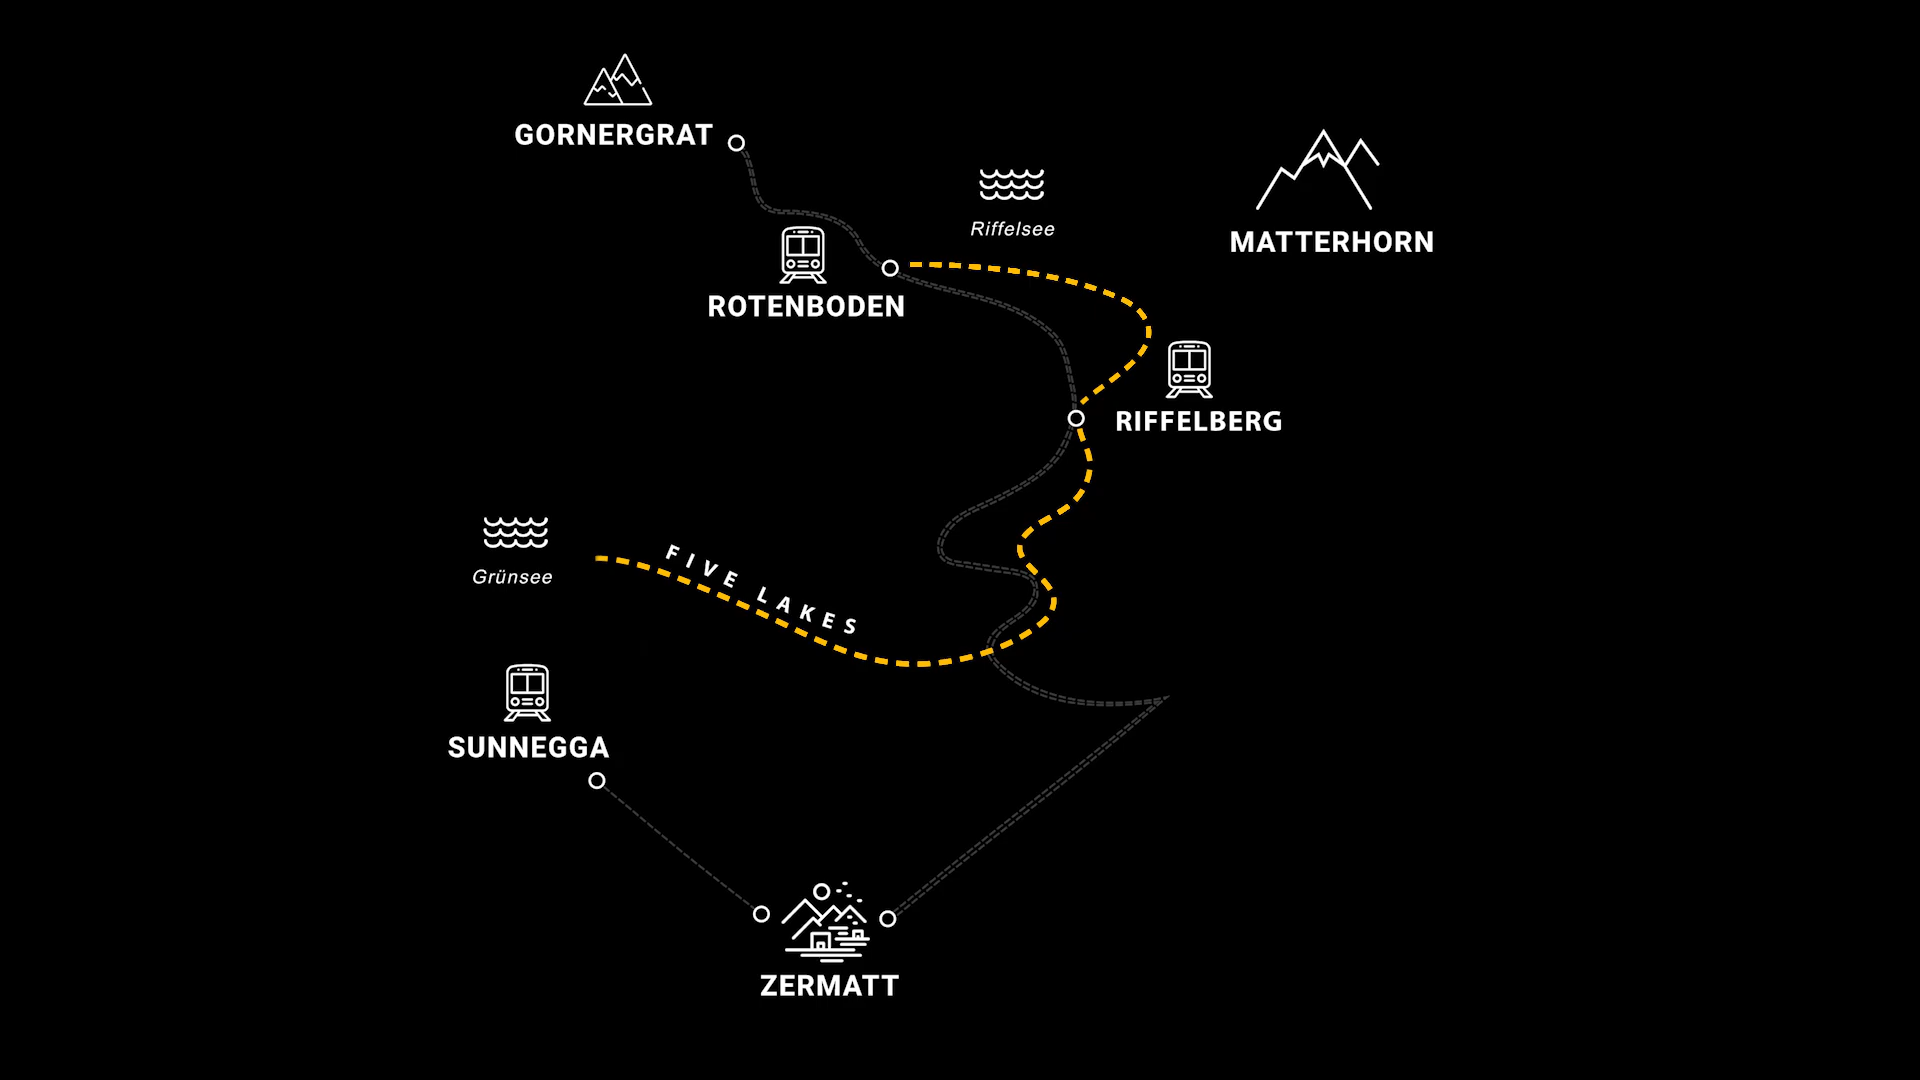 GORNERGRAT
Riffelsee
MATTERHORN
ROTENBODEN
RIFFELBERG
Grünsee
FIVE LAKES
SUNNEGGA
ZERMATT